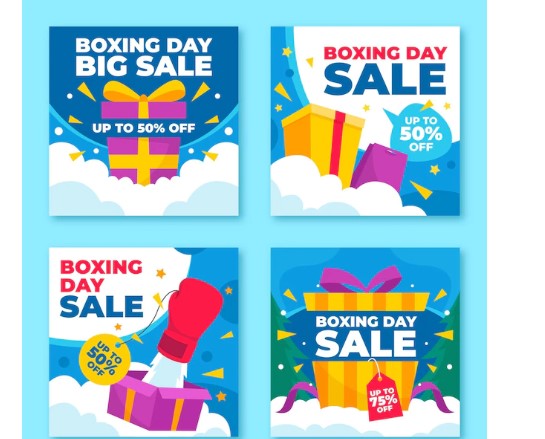 BOXING DAY
BIG SALE
UP TO 50% OFF
BOXING DAY
SALE
UP TO
50%
OFF
BOXING
DAY
SALE
UP TO
50%
OFF
BOXING DAY
SALE
UP TO
75%
OFF